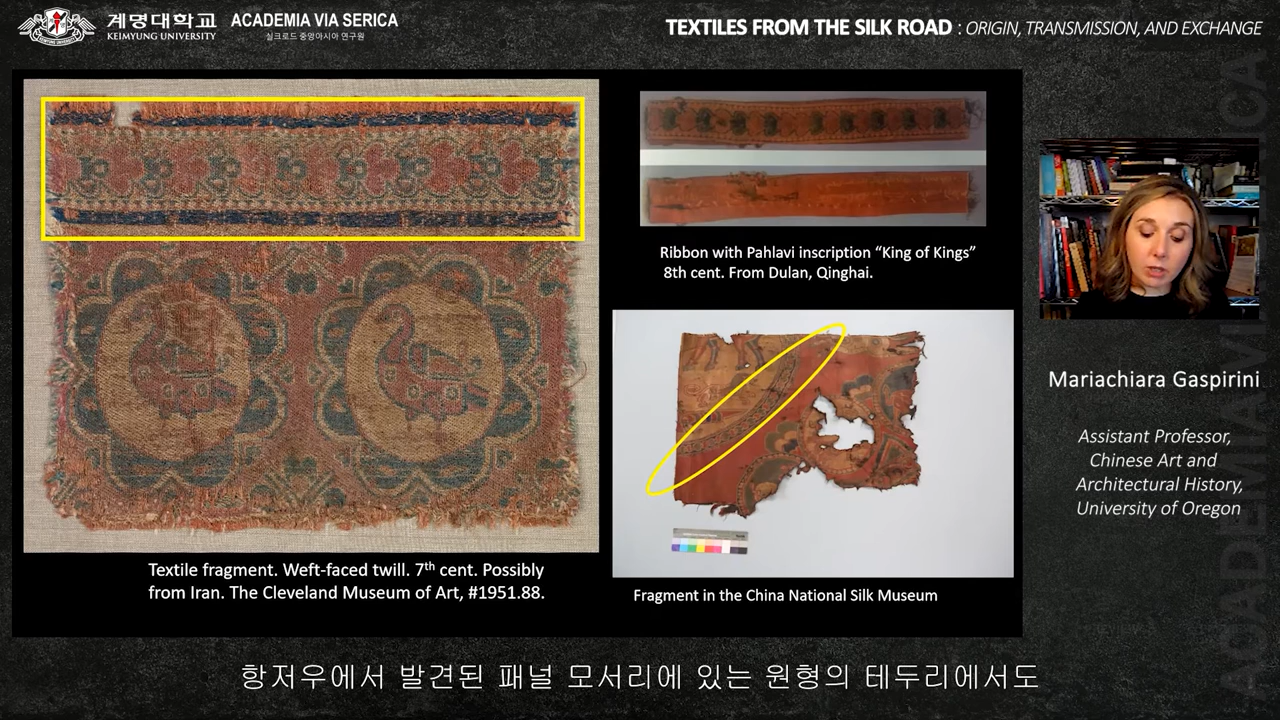 계명대학교
KEIMYUNG UNIVERSITY
ACADEMIA VIA SERICA
실크로드 중앙아시아 연구원
TEXTILES FROM THE SILK ROAD : ORIGIN, TRANSMISSION, AND EXCHANGE
Ribbon with Pahlavi inscription “King of Kings”
8th cent. From Dulan, Qinghai.
Textile fragment. Weft-faced twill. 7th cent. Possibly
from Iran. The Cleveland Museum of Art, #1951.88.
Fragment in the China National Silk Museum
Mariachiara Gaspirini
Assistant Professor,
Chinese Art and
Architectural History,
University of Oregon
항저우에서 발견된 패널 모서리에 있는 원형의 테두리에서도